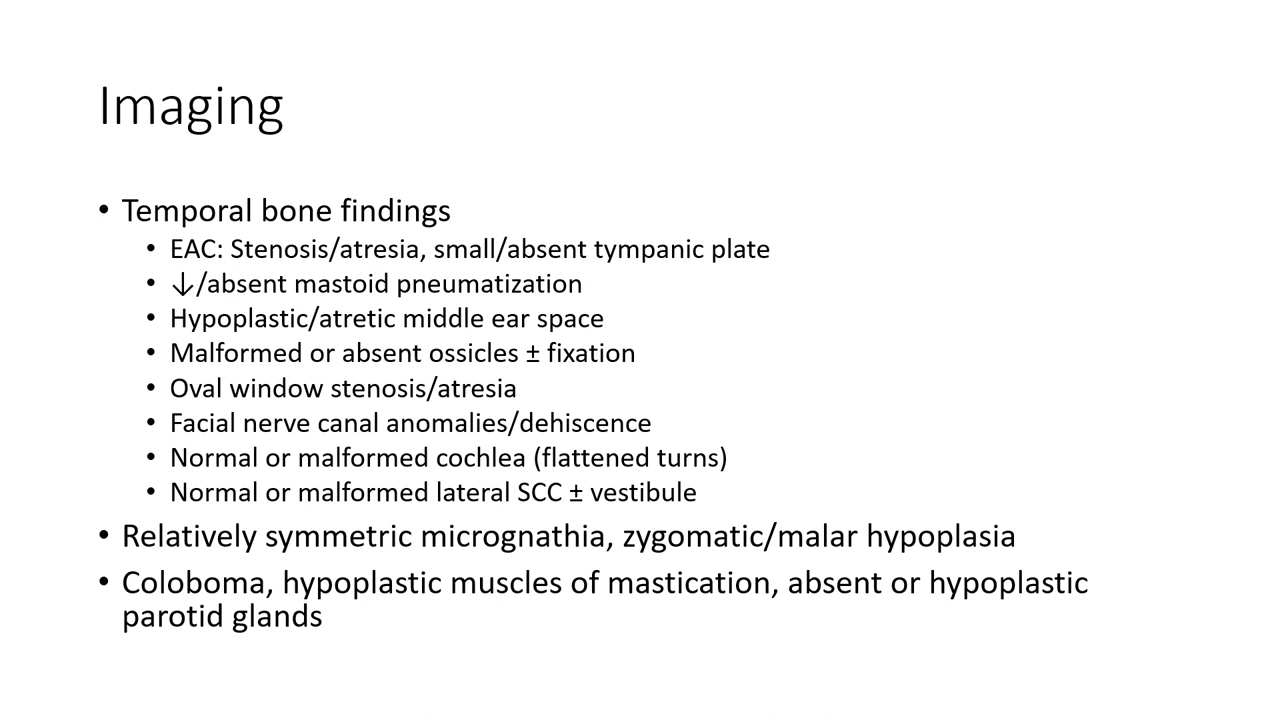 Imaging
• Temporal bone findings
• EAC: Stenosis/atresia, small/absent tympanic plate
• ↓/absent mastoid pneumatization
• Hypoplastic/atretic middle ear space
• Malformed or absent ossicles ± fixation
• Oval window stenosis/atresia
• Facial nerve canal anomalies/dehiscence
• Normal or malformed cochlea (flattened turns)
• Normal or malformed lateral SCC ± vestibule
• Relatively symmetric micrognathia, zygomatic/malar hypoplasia
• Coloboma, hypoplastic muscles of mastication, absent or hypoplastic
parotid glands